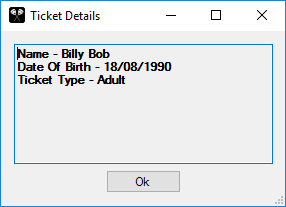 Ticket Details
Name - Billy Bob
Date Of Birth - 18/08/1990
Ticket Type - Adult
Ok